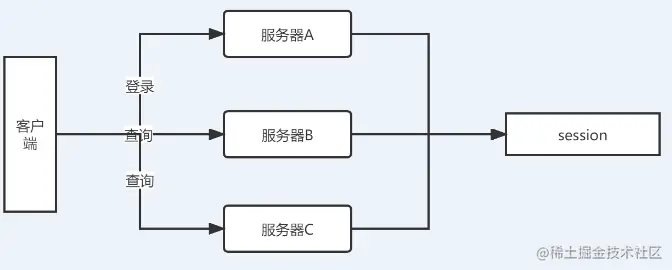 服务器A
登录
客户
端
查询
服务器B
session
查询
服务器C
@稀土掘金技术社区